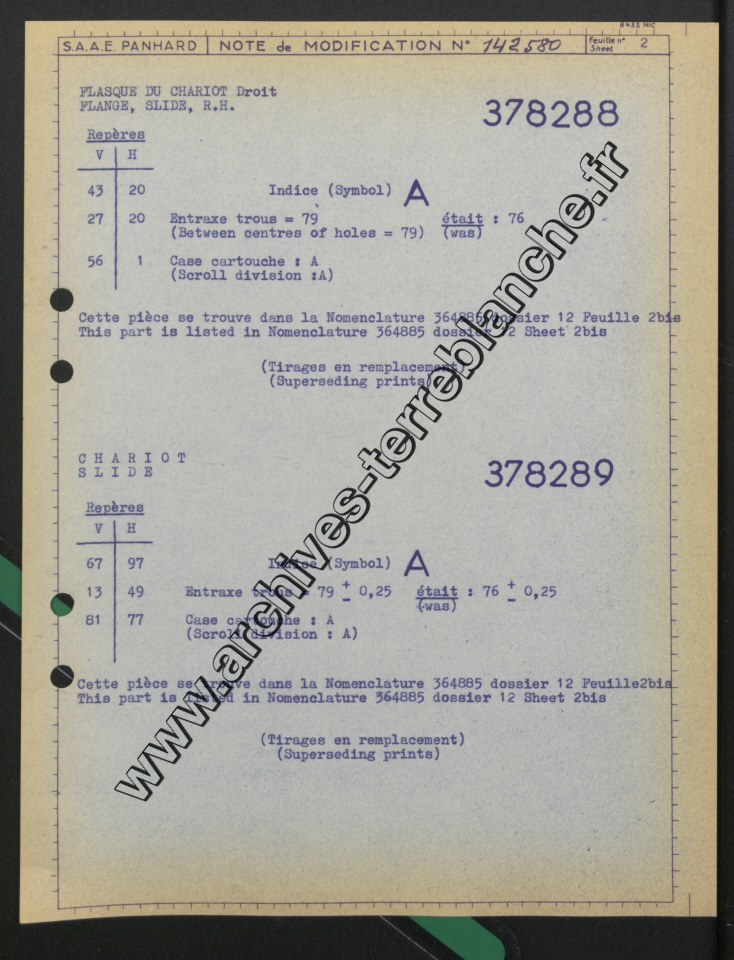 8432 NIC
S.A.A.E. PANHARD NOTE de MODIFICATION N° 142580 Feuille n° Sheet 2
FLASQUE DU CHARIOT Droit
FLANGE, SLIDE, R.H.
378288
Repères
V H
43 20 Indice (Symbol) A
27 20 Entraxe trous = 79 était : 76
(Between centres of holes = 79) (was)
56 1 Case cartouche : A
(Scroll division :A)
Cette pièce se trouve dans la Nomenclature 364885 dossier 12 Feuille 2bis
This part is listed in Nomenclature 364885 dossier 12 Sheet 2bis
(Tirages en remplacement)
(Superseding prints)
C H A R I O T
S L I D E
378289
Repères
V H
67 97 Indice (Symbol) A
13 49 Entraxe trous = 79 ± 0,25 était : 76 ± 0,25
(was)
81 77 Case cartouche : A
(Scroll division : A)
Cette pièce se trouve dans la Nomenclature 364885 dossier 12 Feuille2bis
This part is listed in Nomenclature 364885 dossier 12 Sheet 2bis
(Tirages en remplacement)
(Superseding prints)
www.archives-terreblanche.fr